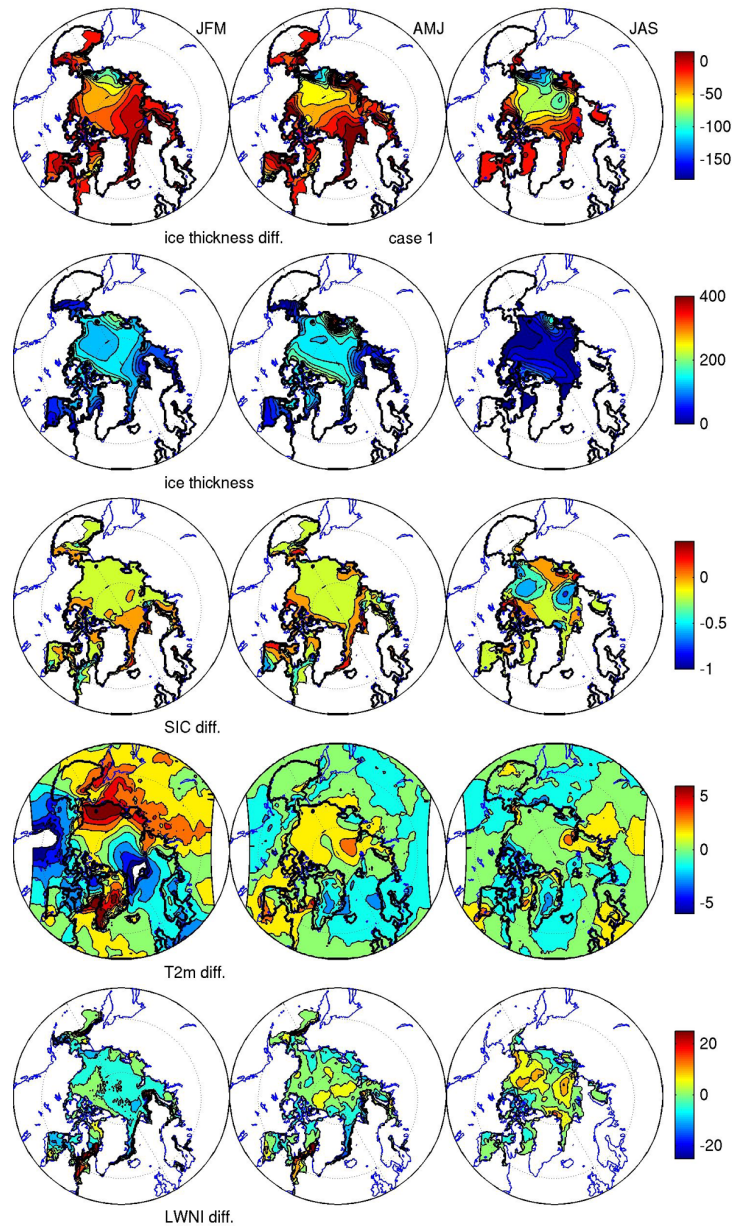 JFM AMJ JAS
0
-50
-100
-150
ice thickness diff. case 1
400
200
0
ice thickness
0
-0.5
-1
SIC diff.
5
0
-5
T2m diff.
20
0
-20
LWNI diff.